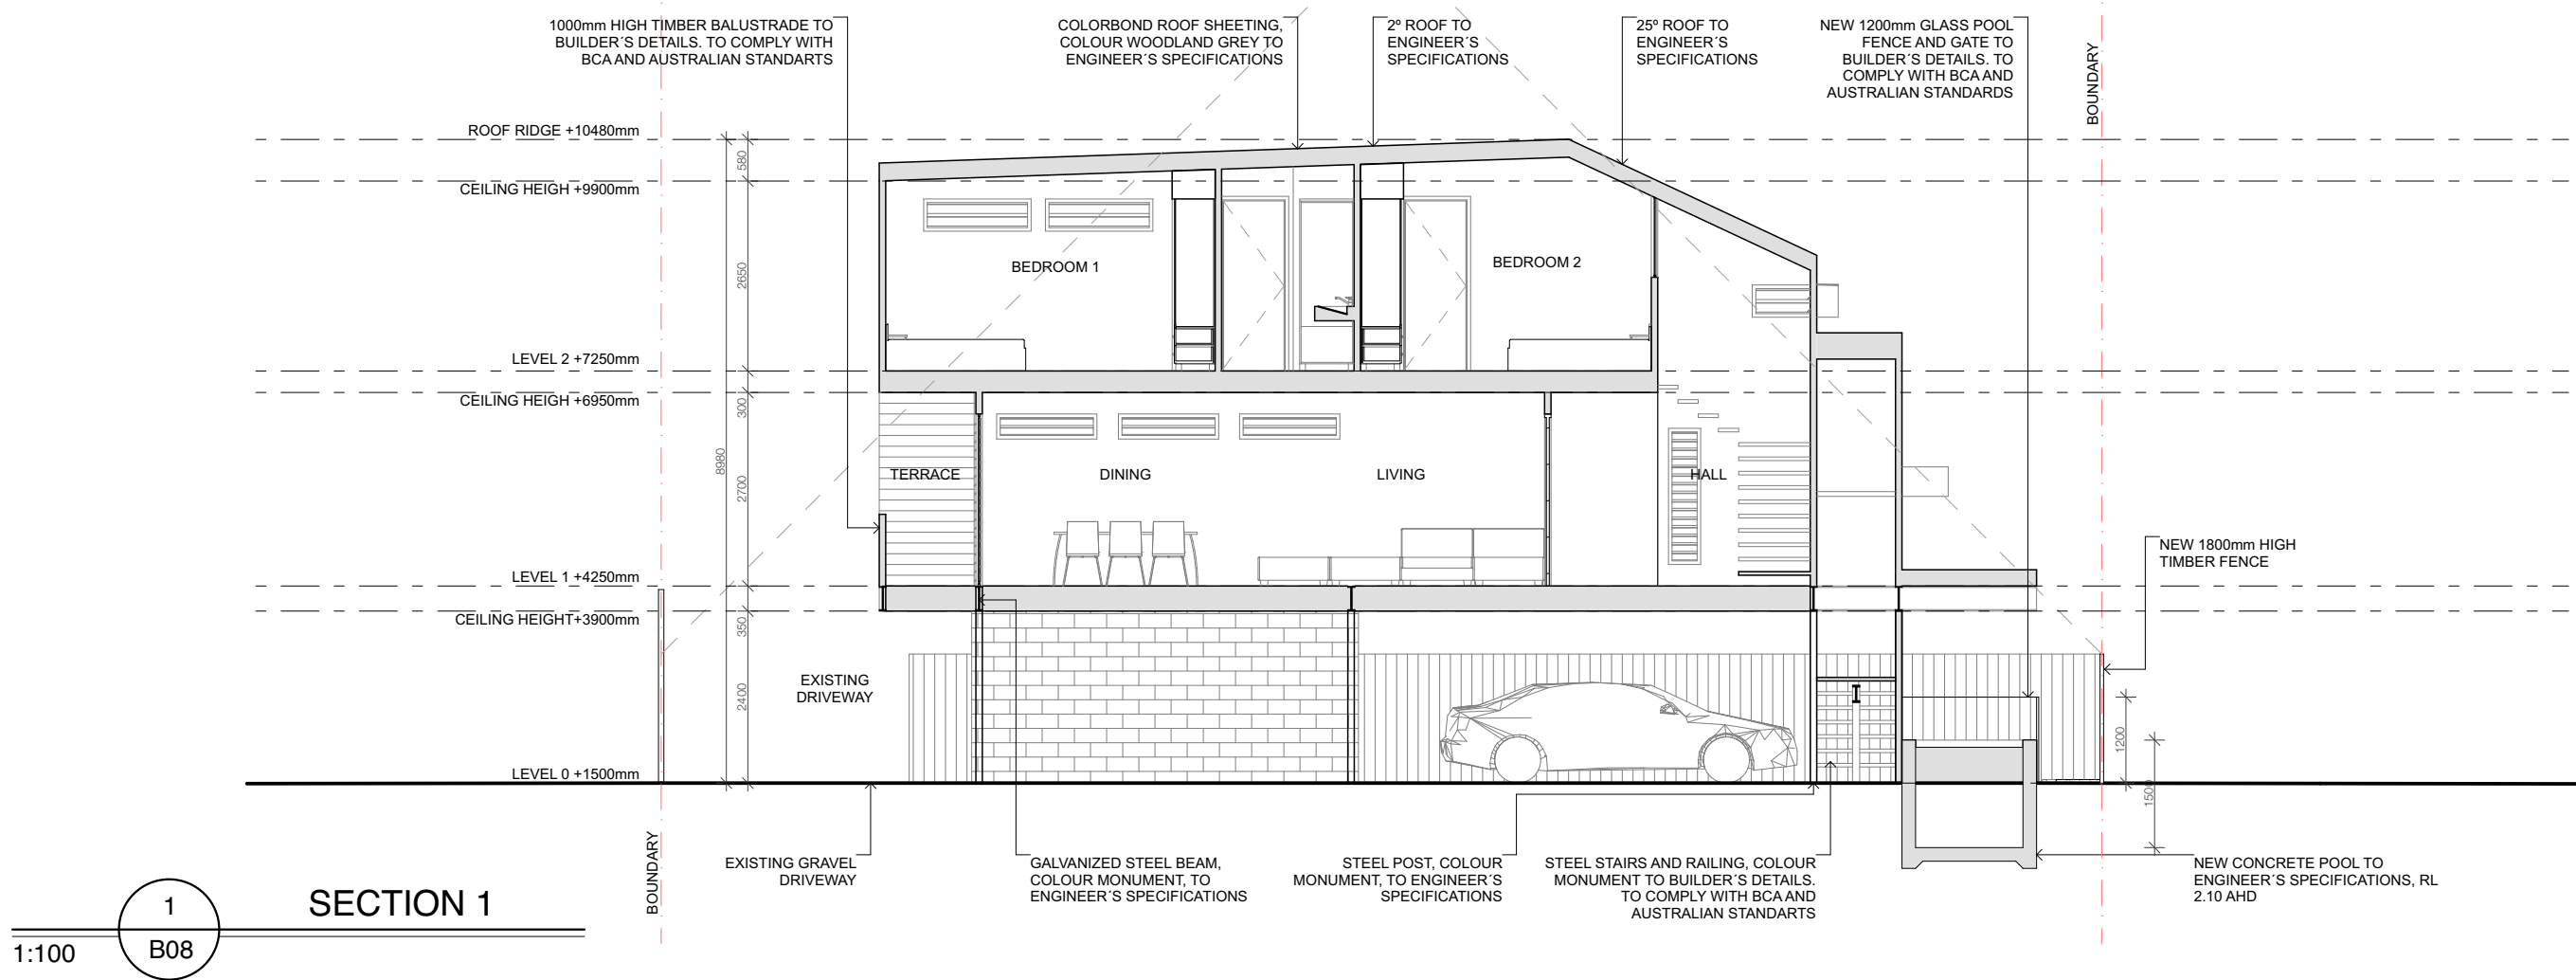 1000mm HIGH TIMBER BALUSTRADE TO
BUILDER´S DETAILS. TO COMPLY WITH
BCA AND AUSTRALIAN STANDARTS
COLORBOND ROOF SHEETING,
COLOUR WOODLAND GREY TO
ENGINEER´S SPECIFICATIONS
2º ROOF TO
ENGINEER´S
SPECIFICATIONS
25º ROOF TO
ENGINEER´S
SPECIFICATIONS
NEW 1200mm GLASS POOL
FENCE AND GATE TO
BUILDER´S DETAILS. TO
COMPLY WITH BCA AND
AUSTRALIAN STANDARDS
BOUNDARY
ROOF RIDGE +10480mm
CEILING HEIGH +9900mm
LEVEL 2 +7250mm
CEILING HEIGH +6950mm
LEVEL 1 +4250mm
CEILING HEIGHT+3900mm
LEVEL 0 +1500mm
8980
580
2650
300
2700
350
2400
BEDROOM 1
BEDROOM 2
TERRACE
DINING
LIVING
HALL
NEW 1800mm HIGH
TIMBER FENCE
EXISTING
DRIVEWAY
1200
1500
BOUNDARY
EXISTING GRAVEL
DRIVEWAY
GALVANIZED STEEL BEAM,
COLOUR MONUMENT, TO
ENGINEER´S SPECIFICATIONS
STEEL POST, COLOUR
MONUMENT, TO ENGINEER´S
SPECIFICATIONS
STEEL STAIRS AND RAILING, COLOUR
MONUMENT TO BUILDER´S DETAILS.
TO COMPLY WITH BCA AND
AUSTRALIAN STANDARTS
NEW CONCRETE POOL TO
ENGINEER´S SPECIFICATIONS, RL
2.10 AHD
1
SECTION 1
1:100
B08